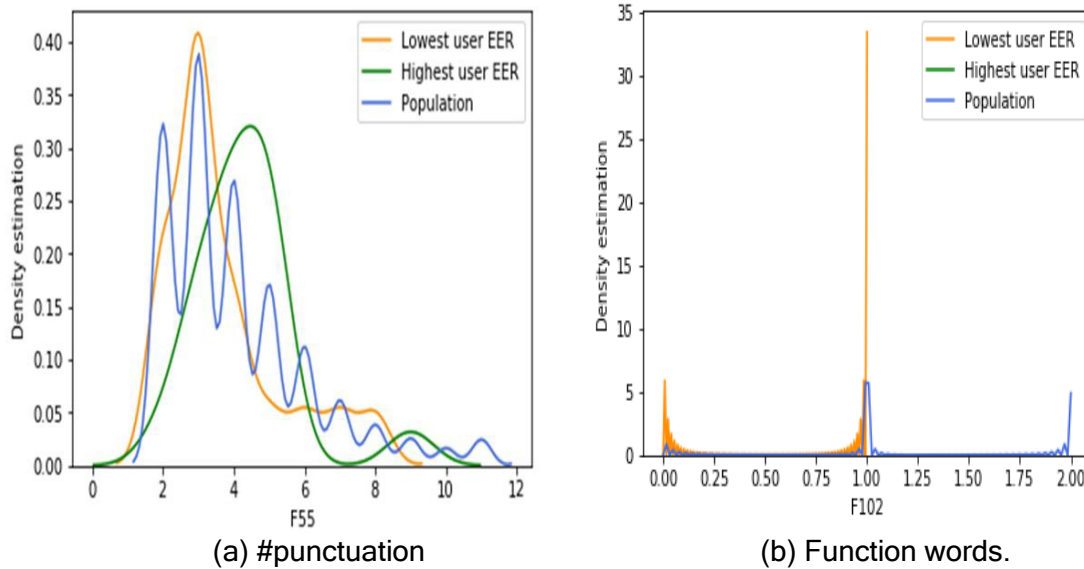 0.40
0.35
0.30
0.25
0.20
0.15
0.10
0.05
0.00
Density estimation
Lowest user EER
Highest user EER
Population
0 2 4 6 8 10 12
F55
(a) #punctuation
35
30
25
20
15
10
5
0
Density estimation
Lowest user EER
Highest user EER
Population
0.00 0.25 0.50 0.75 1.00 1.25 1.50 1.75 2.00
F102
(b) Function words.